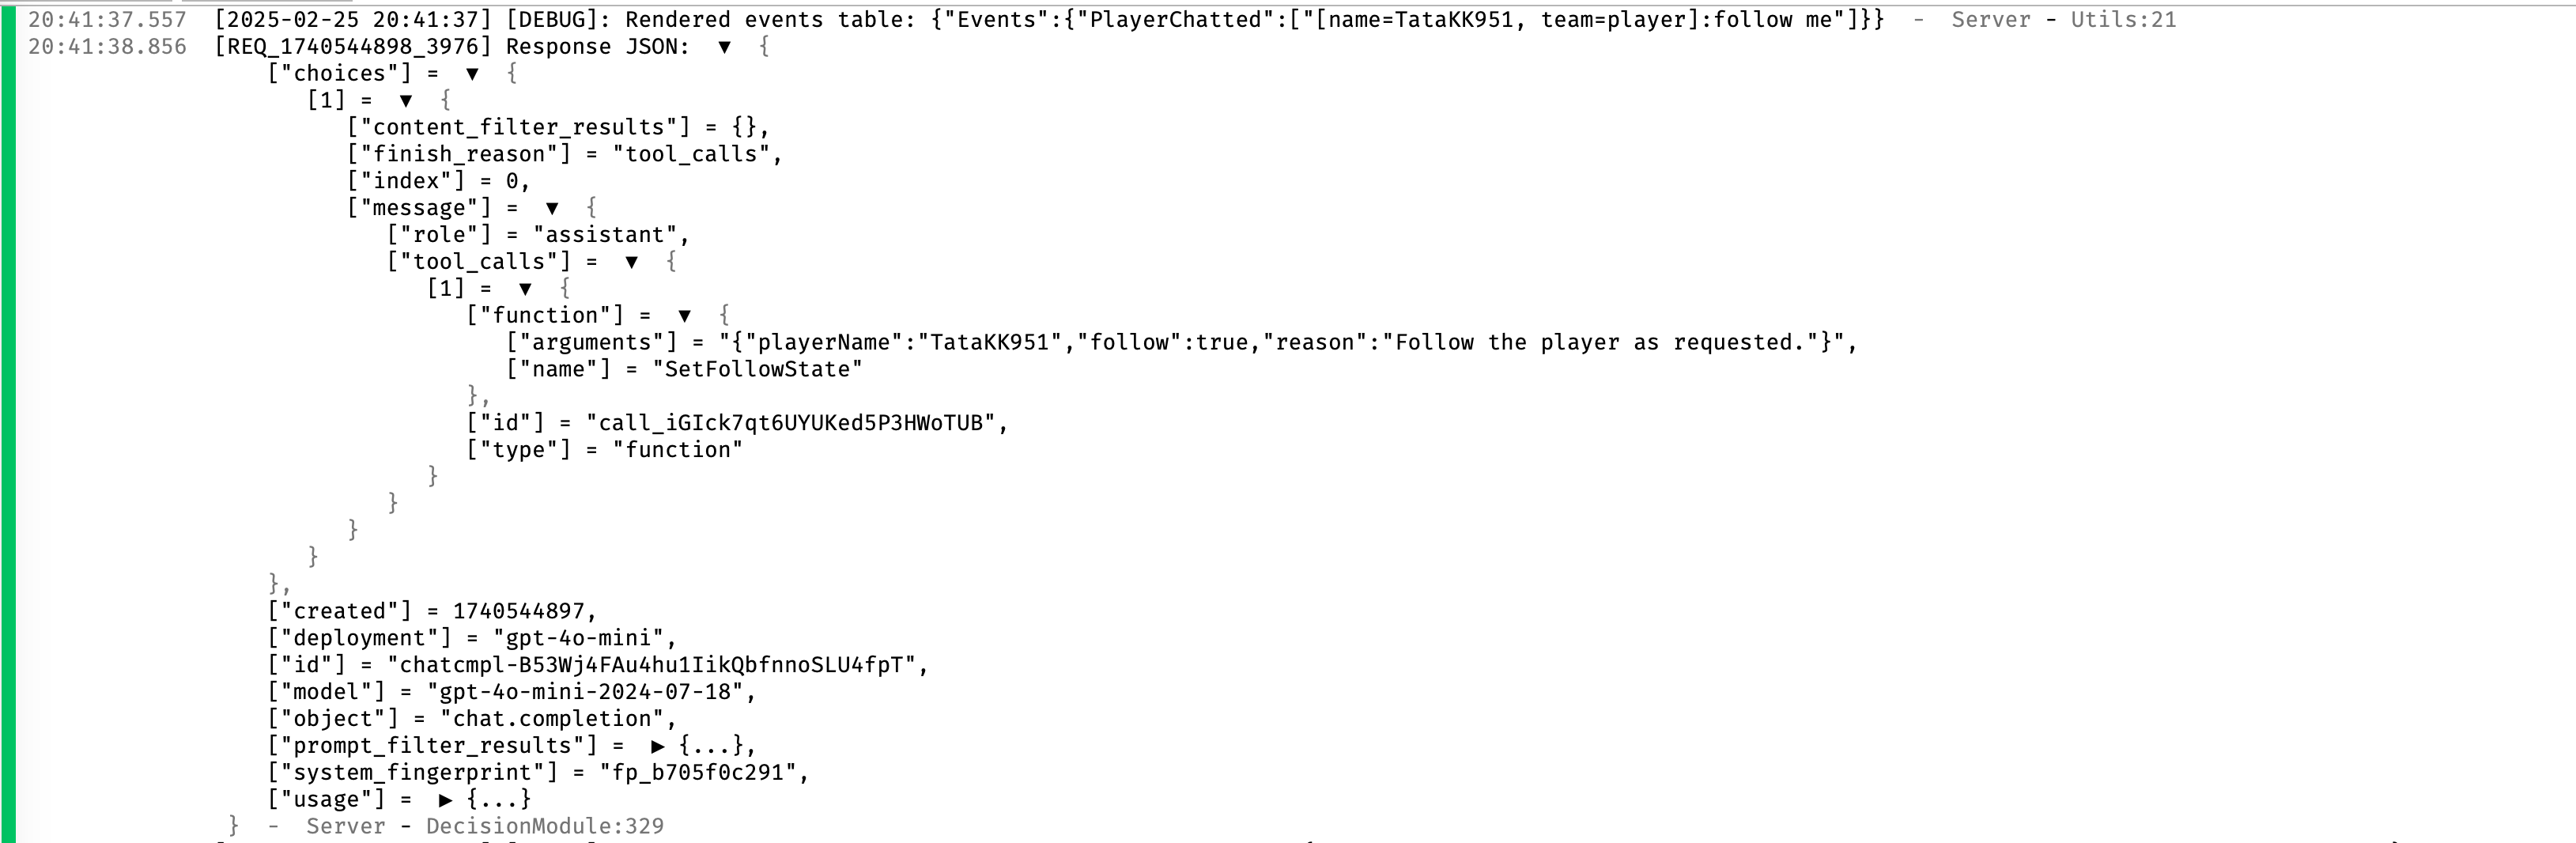 20:41:37.557 [2025-02-25 20:41:37] [DEBUG]: Rendered events table: {"Events":{"PlayerChatted":["[name=TataKK951, team=player]:follow me"]}} - Server - Utils:21
20:41:38.856 [REQ_1740544898_3976] Response JSON: ▼ {
["choices"] = ▼ {
[1] = ▼ {
["content_filter_results"] = {},
["finish_reason"] = "tool_calls",
["index"] = 0,
["message"] = ▼ {
["role"] = "assistant",
["tool_calls"] = ▼ {
[1] = ▼ {
["function"] = ▼ {
["arguments"] = "{"playerName":"TataKK951","follow":true,"reason":"Follow the player as requested."}",
["name"] = "SetFollowState"
},
["id"] = "call_iGIck7qt6UYUKed5P3HWoTUB",
["type"] = "function"
}
}
}
}
},
["created"] = 1740544897,
["deployment"] = "gpt-4o-mini",
["id"] = "chatcmpl-B53Wj4FAu4hu1IikQbfnnoSLU4fpT",
["model"] = "gpt-4o-mini-2024-07-18",
["object"] = "chat.completion",
["prompt_filter_results"] = ▶ {...},
["system_fingerprint"] = "fp_b705f0c291",
["usage"] = ▶ {...}
} - Server - DecisionModule:329